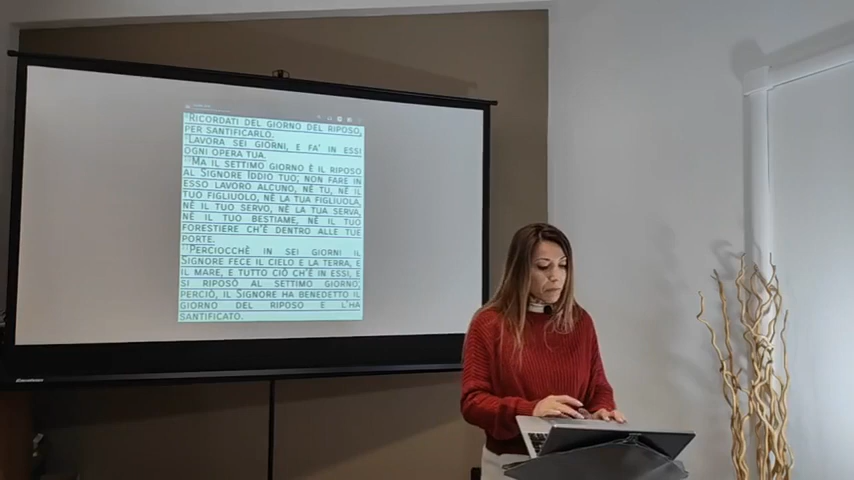 RICORDATI DEL GIORNO DEL RIPOSO,
PER SANTIFICARLO.
LAVORA SEI GIORNI, E FA' IN ESSI
OGNI OPERA TUA.
MA IL SETTIMO GIORNO È IL RIPOSO
AL SIGNORE IDDIO TUO; NON FARE IN
ESSO LAVORO ALCUNO, NÈ TU, NÈ IL
TUO FIGLIUOLO, NÈ LA TUA FIGLIUOLA,
NÈ IL TUO SERVO, NÈ LA TUA SERVA,
NÈ IL TUO BESTIAME, NÈ IL TUO
FORESTIERE CH'È DENTRO ALLE TUE
PORTE.
PERCIOCCHÈ IN SEI GIORNI IL
SIGNORE FECE IL CIELO E LA TERRA, E
IL MARE, E TUTTO CIÒ CH'È IN ESSI,
E SI RIPOSÒ AL SETTIMO GIORNO;
PERCIÒ, IL SIGNORE HA BENEDETTO IL
GIORNO DEL RIPOSO E L'HA
SANTIFICATO.